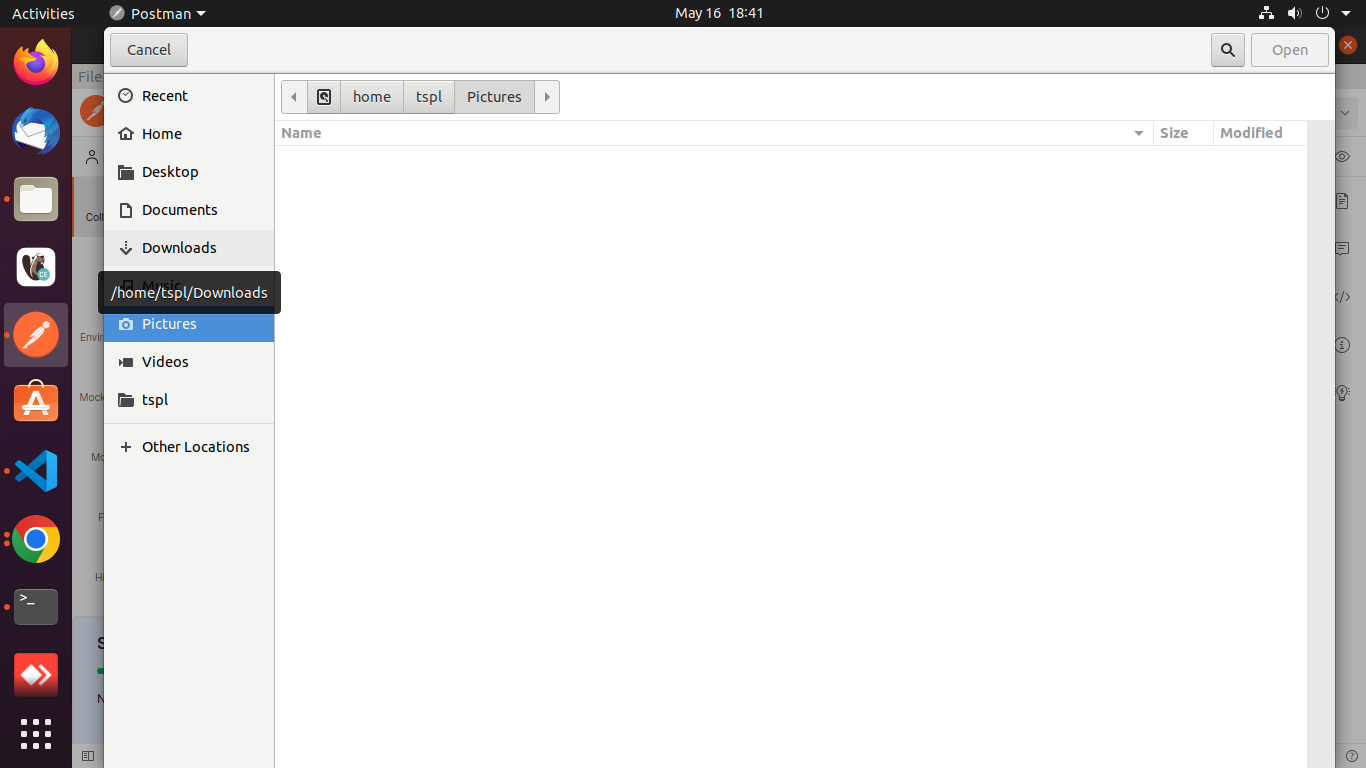 Activities
Postman
May 16 18:41
Cancel
Open
File
Recent
Home
Desktop
Documents
Downloads
Music
/home/tspl/Downloads
Pictures
Videos
tspl
Other Locations
home
tspl
Pictures
Name
Size
Modified
Coll
Envir
Mock
Mo
F
Hi
S
N